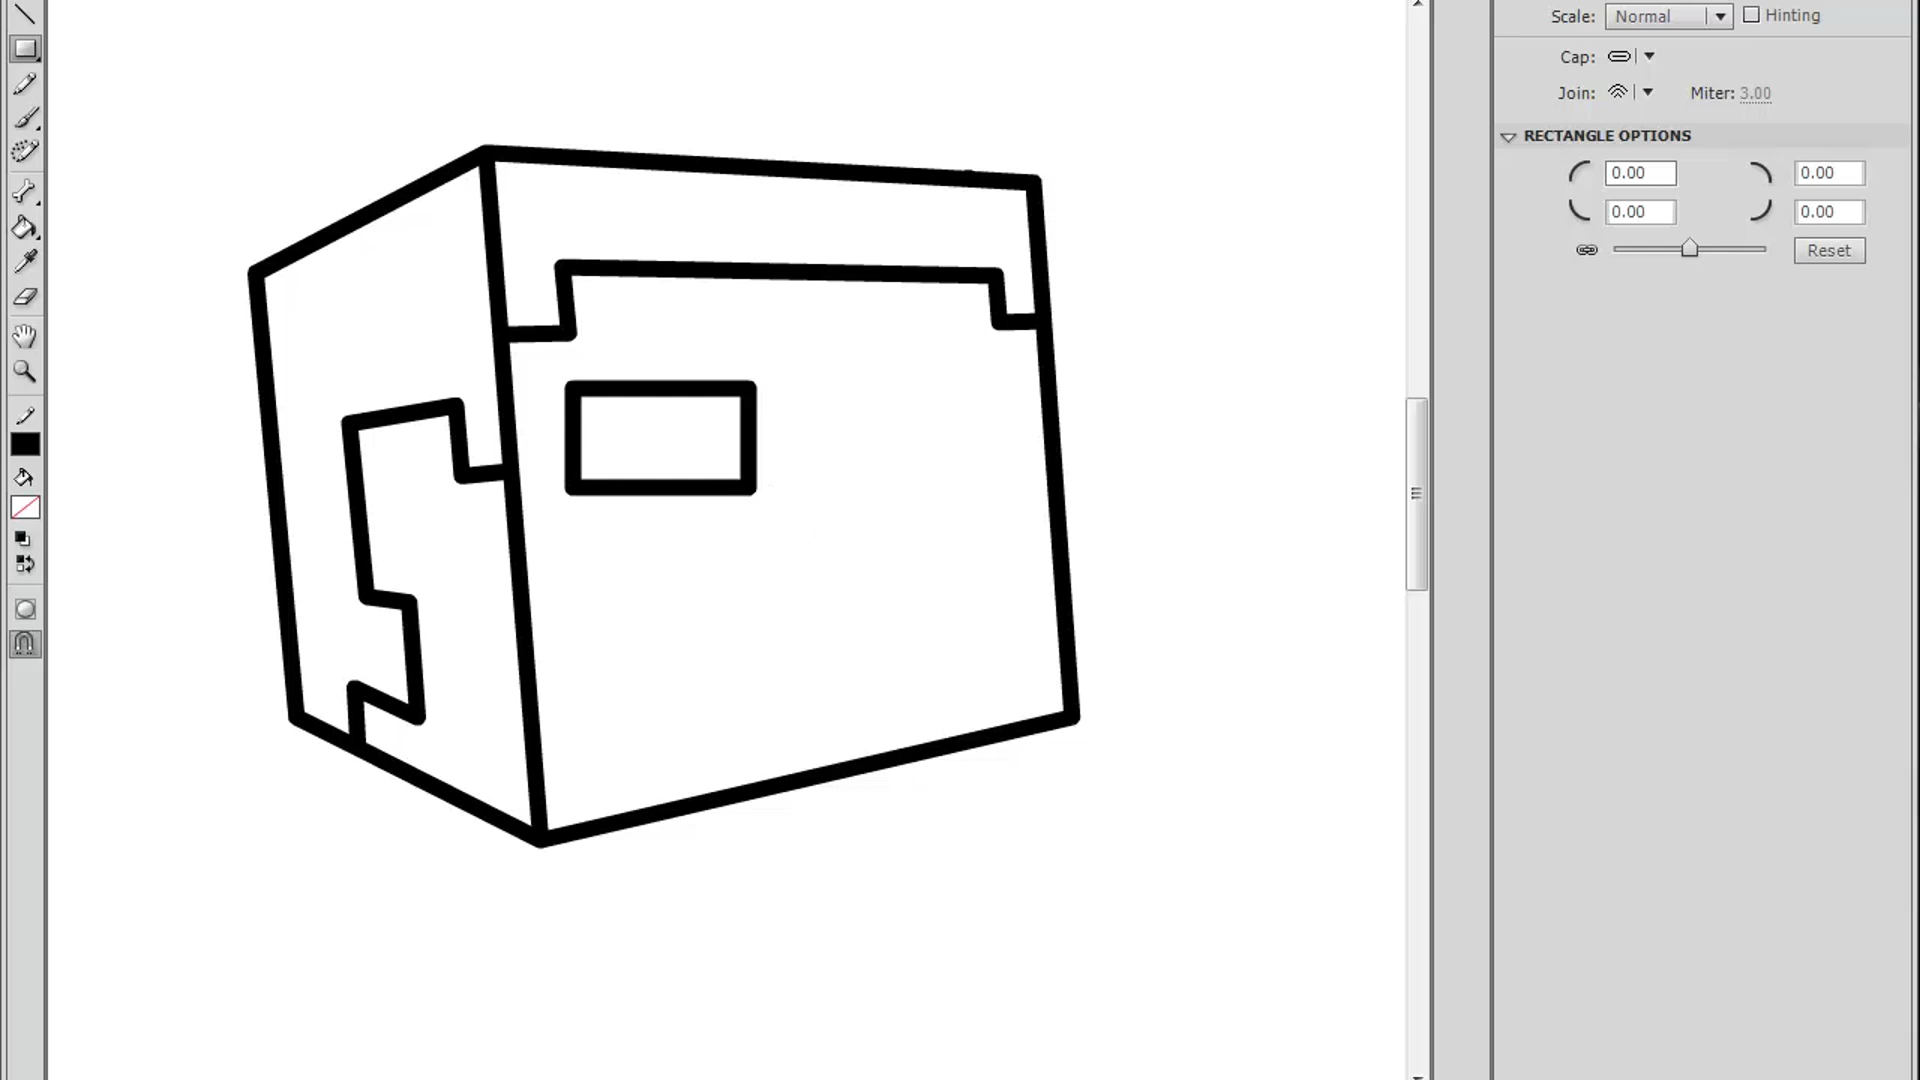 Scale: Normal Hinting
Cap:
Join: Miter: 3.00
RECTANGLE OPTIONS
0.00 0.00
0.00 0.00
Reset